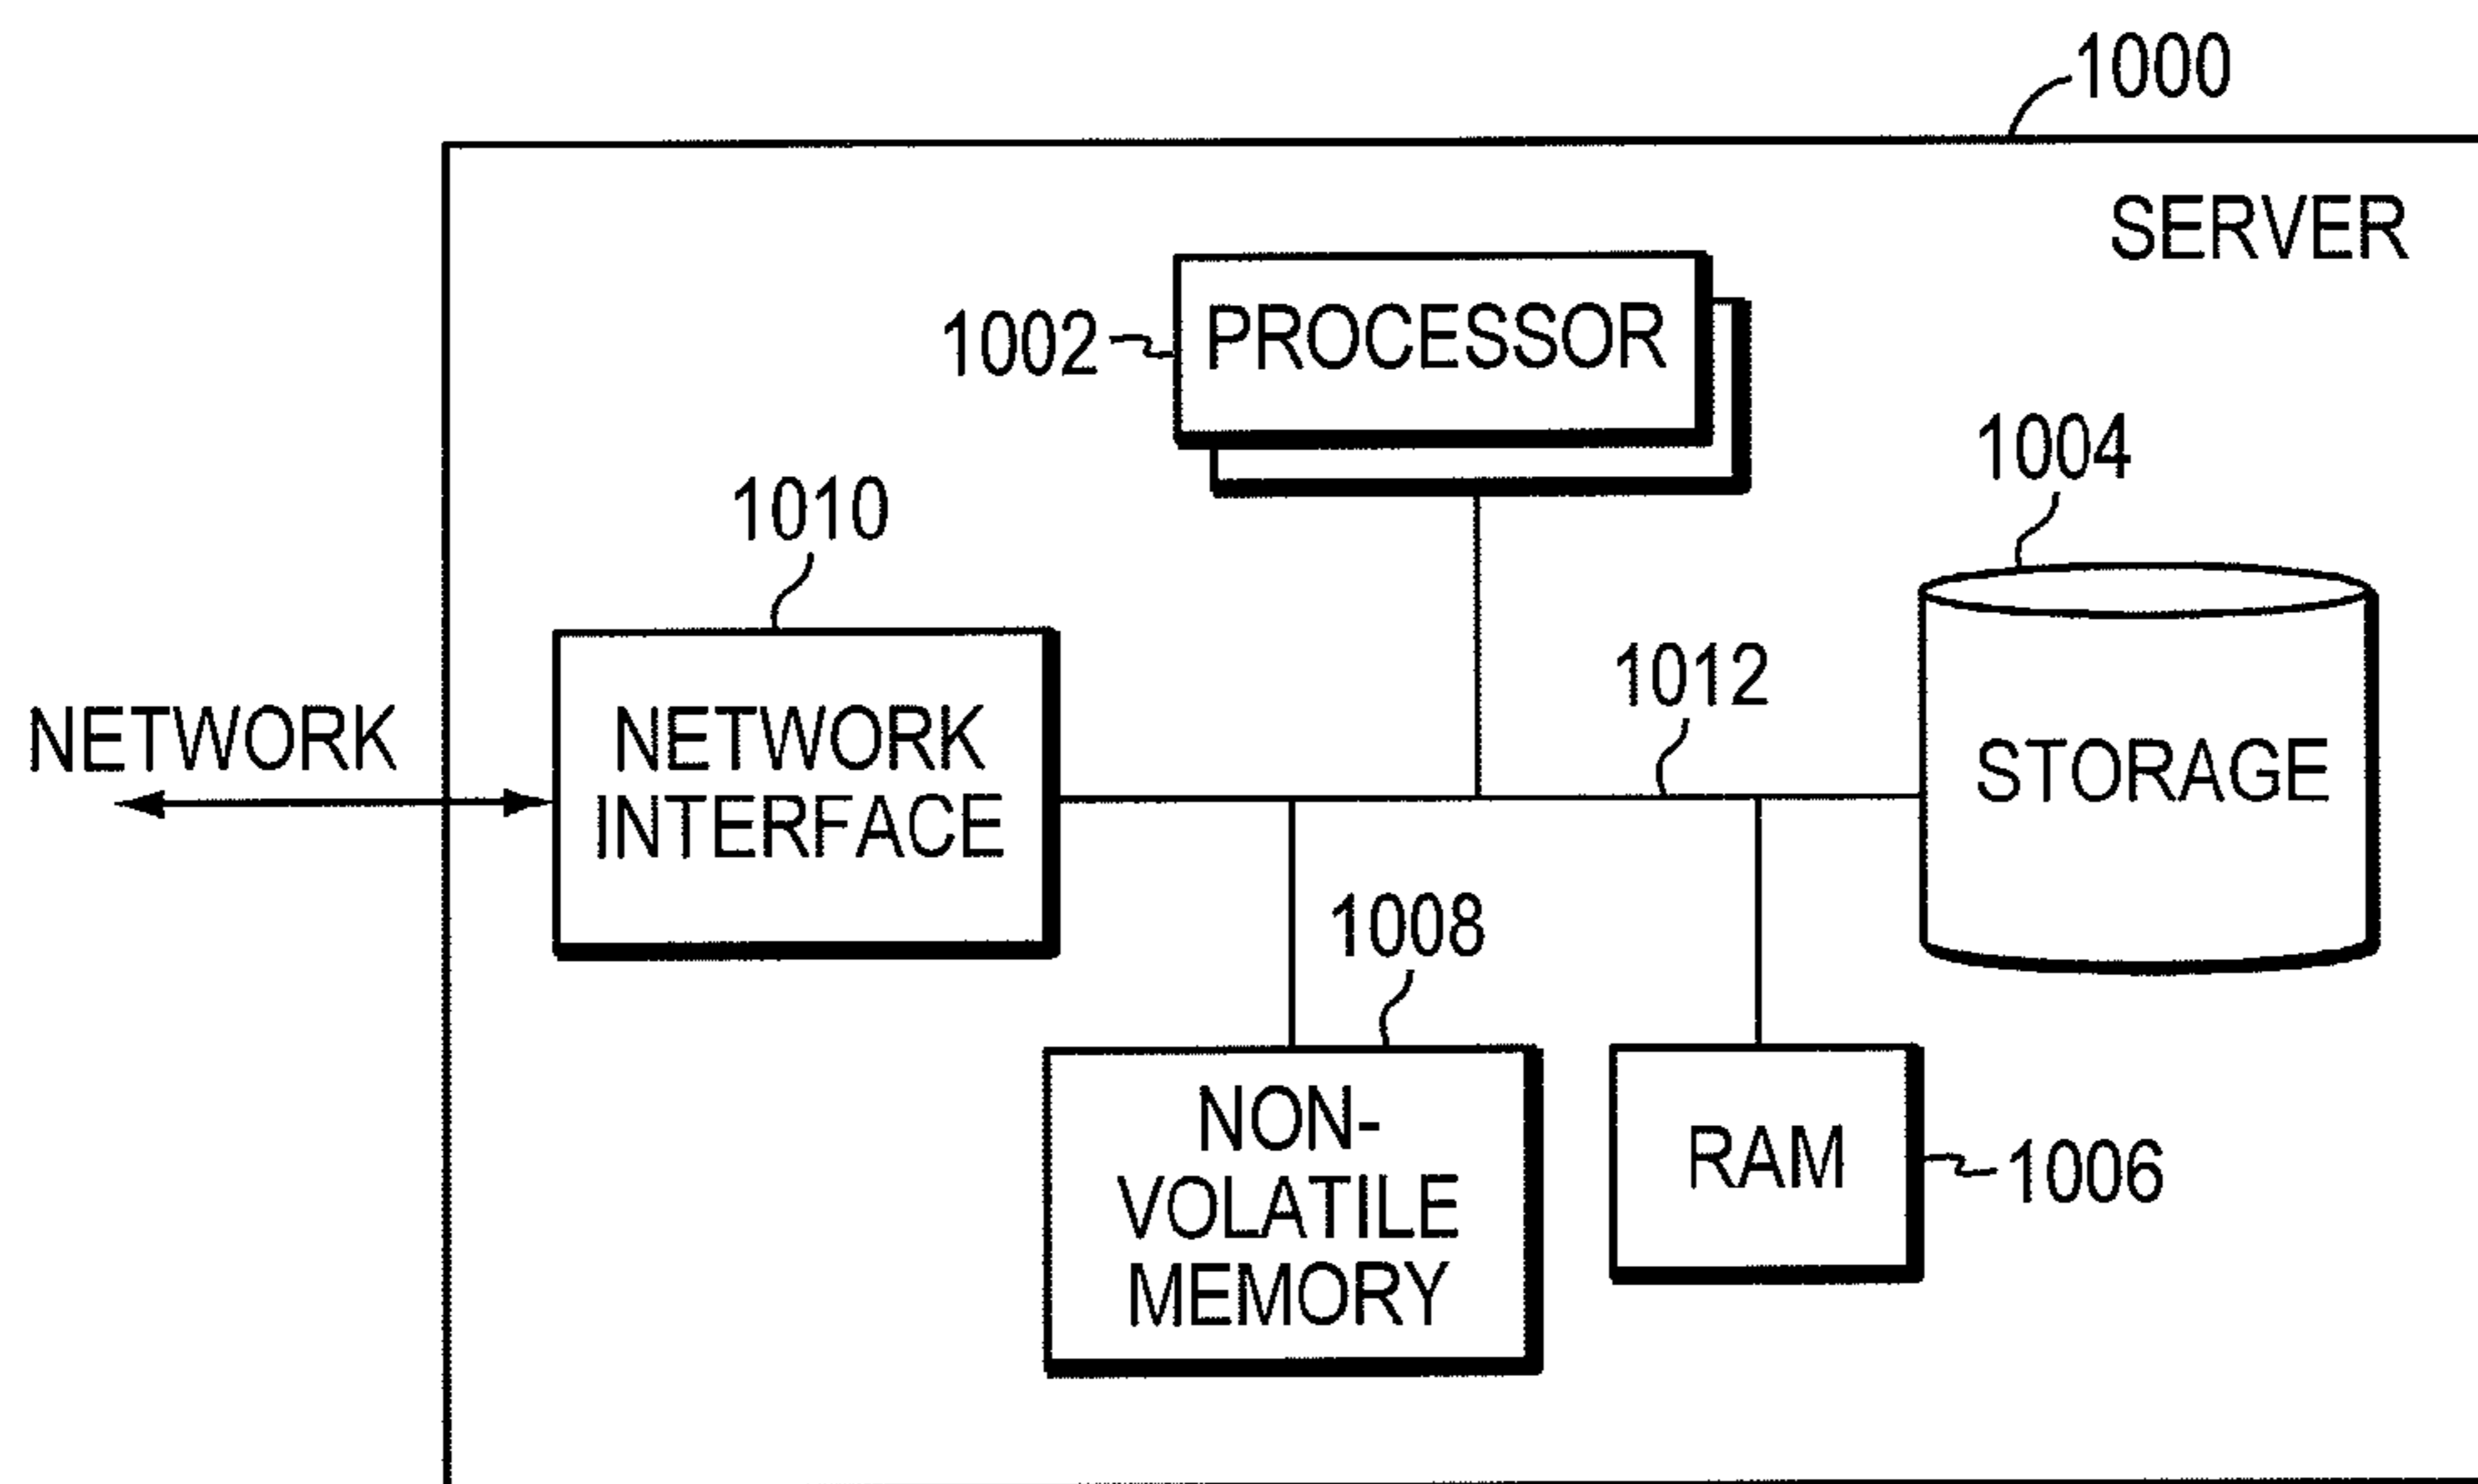 1000
SERVER
1002
PROCESSOR
1004
1010
1012
NETWORK
NETWORK
INTERFACE
STORAGE
1008
NON-
VOLATILE
MEMORY
RAM
1006